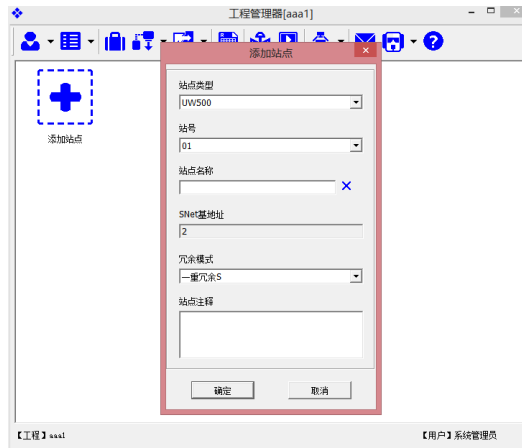 工程管理器[aaa1]
添加站点
添加站点
站点类型
UW500
站号
01
站点名称
SNet基地址
2
冗余模式
一重冗余S
站点注释
确定
取消
【工程】aaa1
【用户】系统管理员